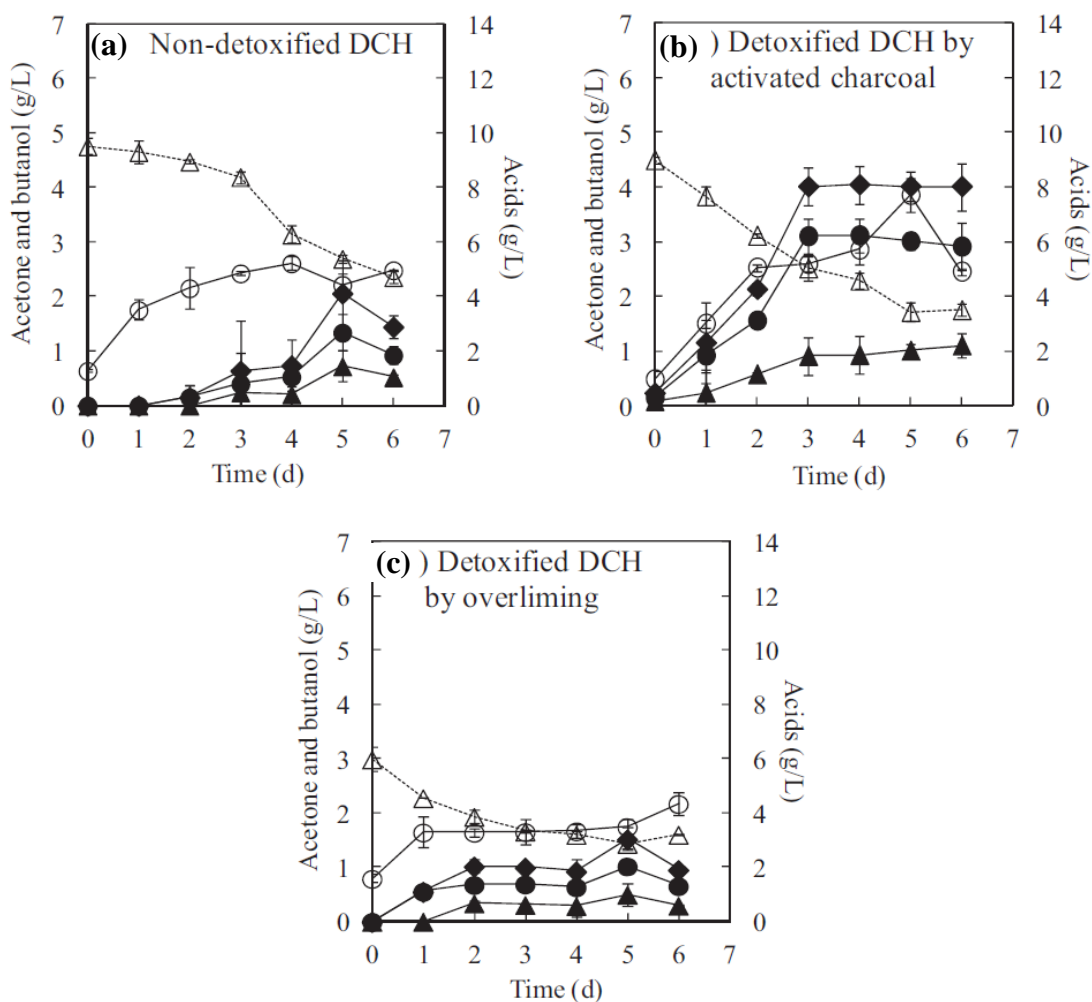 (a) Non-detoxified DCH
Acetone and butanol (g/L)
7
6
5
4
3
2
1
0
14
12
10
8
6
4
2
0
Acids (g/L)
0 1 2 3 4 5 6 7
Time (d)
(b) ) Detoxified DCH by
activated charcoal
Acetone and butanol (g/L)
7
6
5
4
3
2
1
0
14
12
10
8
6
4
2
0
Acids (g/L)
0 1 2 3 4 5 6 7
Time (d)
(c) ) Detoxified DCH
by overliming
Acetone and butanol (g/L)
7
6
5
4
3
2
1
0
14
12
10
8
6
4
2
0
Acids (g/L)
0 1 2 3 4 5 6 7
Time (d)